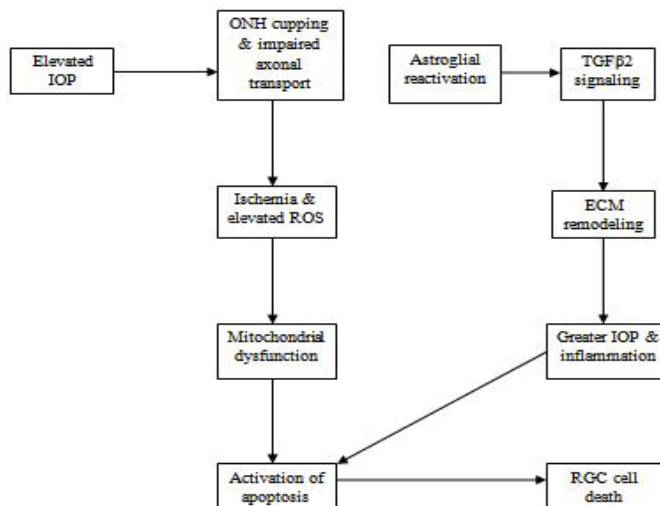 Elevated
IOP
ONH cupping
& impaired
axonal
transport
Astroglial
reactivation
TGFβ2
signaling
Ischemia &
elevated ROS
ECM
remodeling
Mitochondrial
dysfunction
Greater IOP &
inflammation
Activation of
apoptosis
RGC cell
death